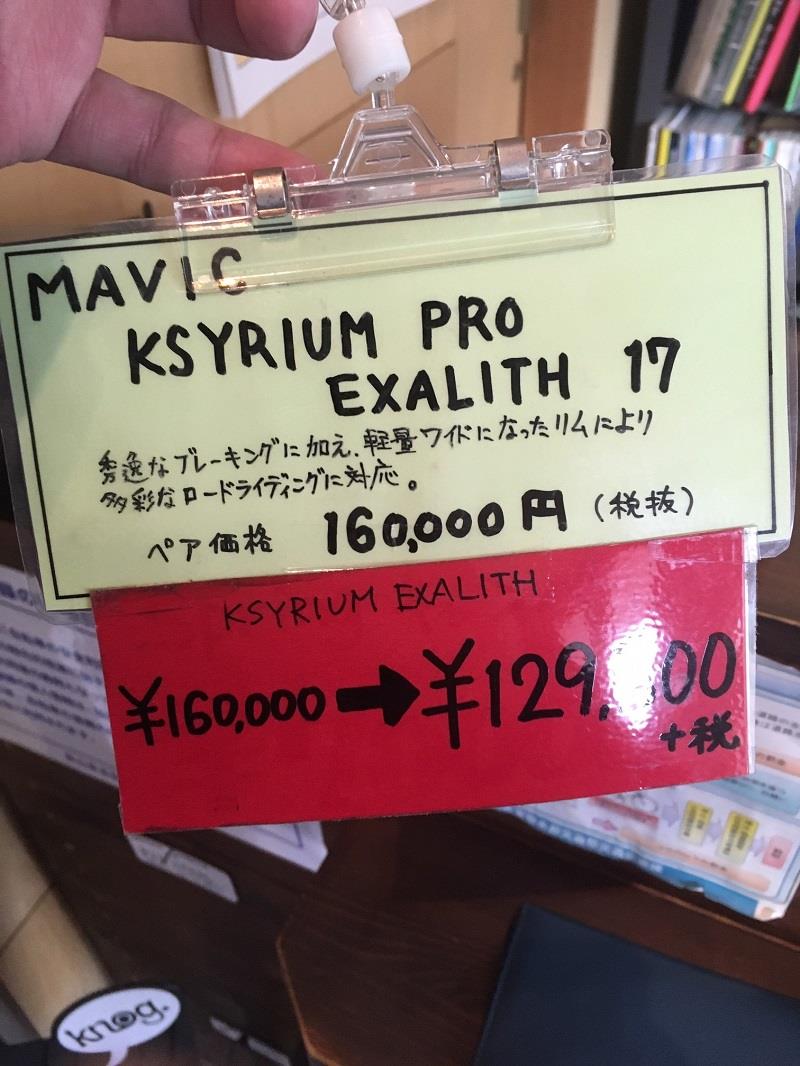 MAVIC
KSYRIUM PRO
EXALITH 17
秀逸なブレーキングに加え、軽量ワイドになったリムにより
多彩なロードライディングに対応。
ペア価格 160,000円 (税抜)
KSYRIUM EXALITH
¥160,000➡
+税
knog.